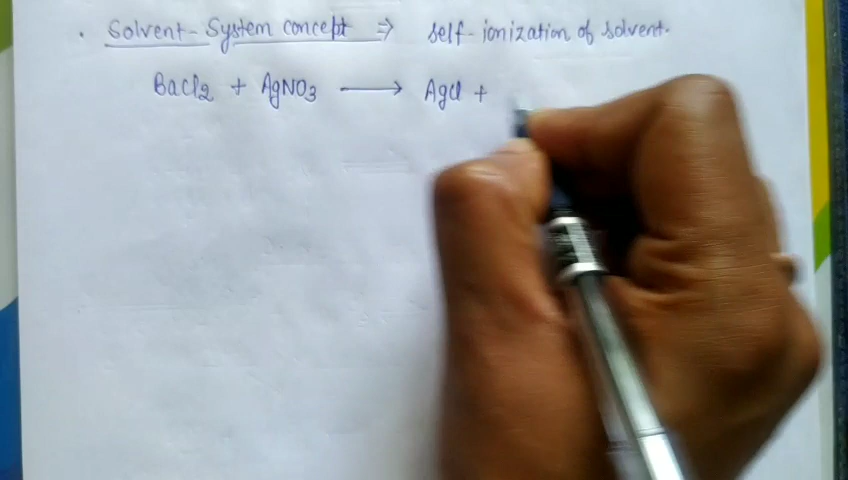 . Solvent-System concept ⇒ self-ionization of solvent.
BaCl2 + AgNO3 ⟶ AgCl +